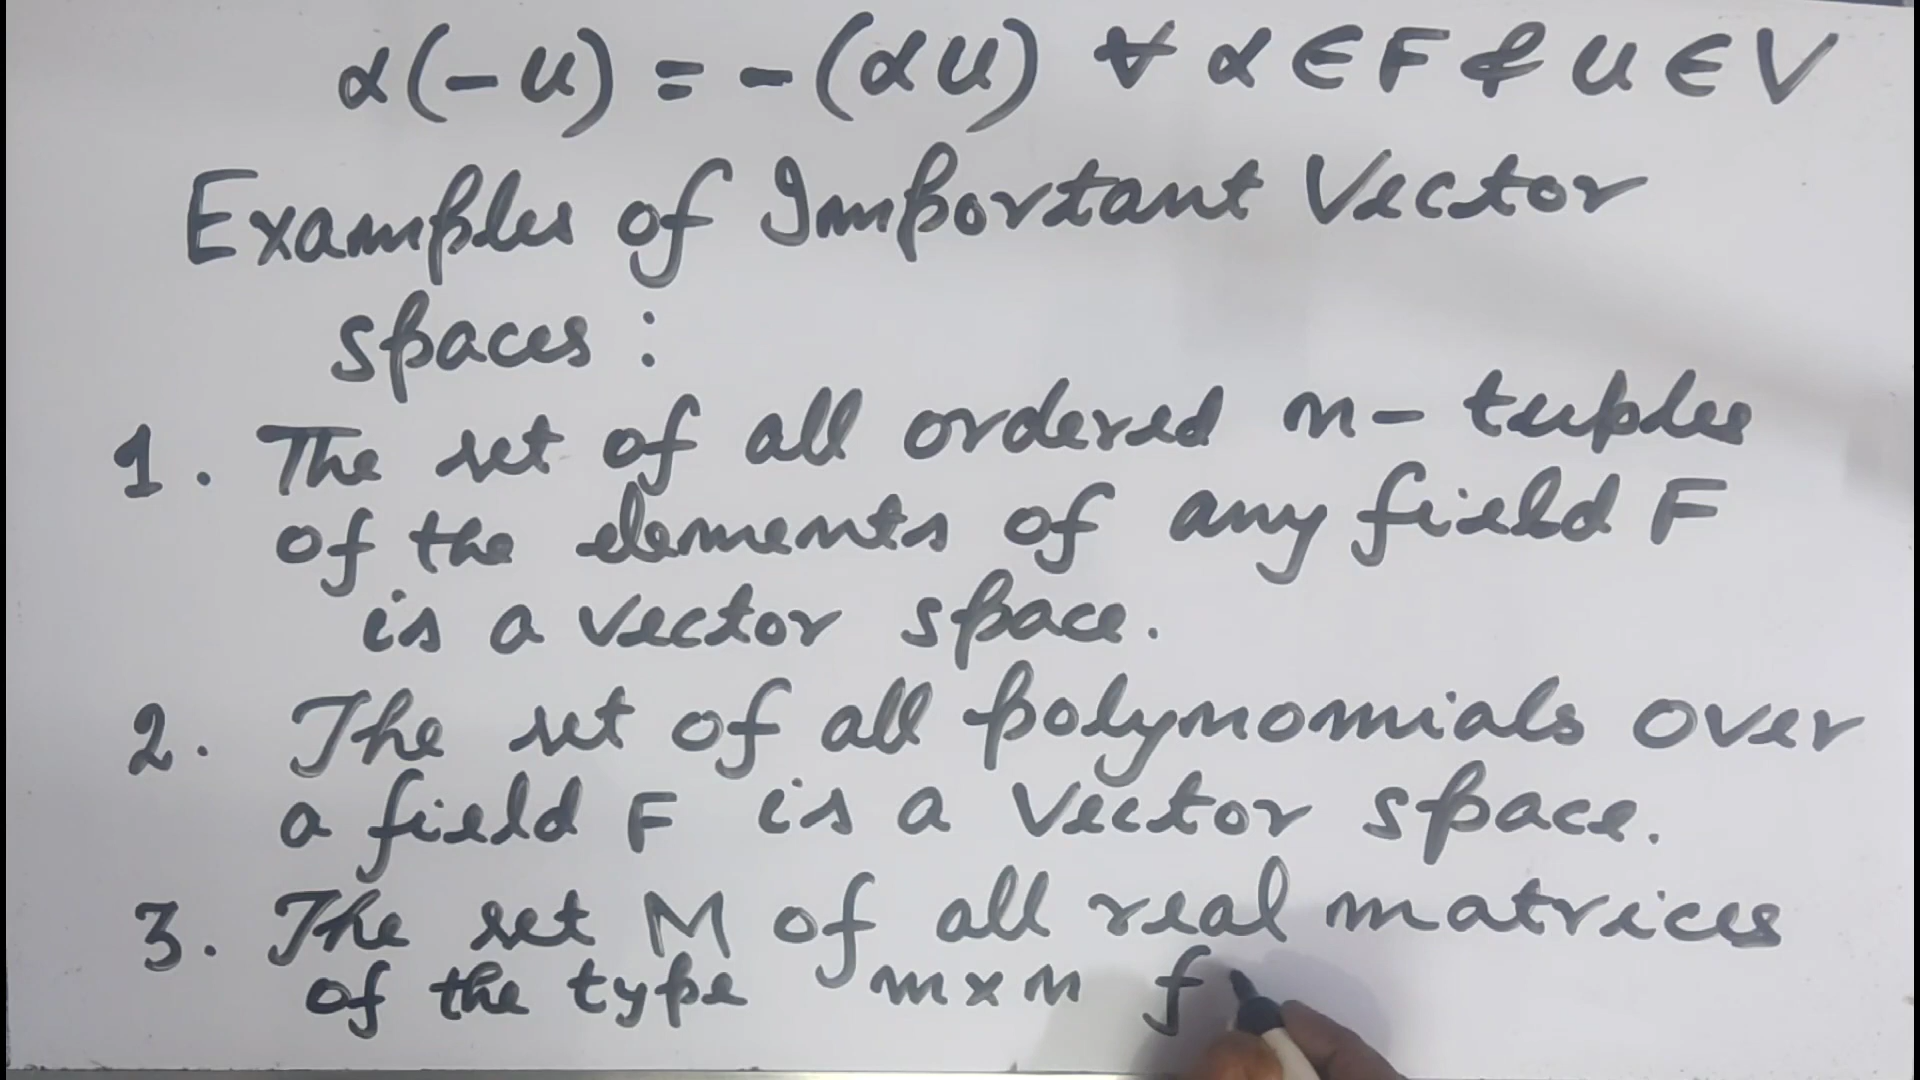 α(-u) = -(αu) ∀ α ∈ F & u ∈ V
Examples of Important Vector
spaces :
1. The set of all ordered n-tuples
of the elements of any field F
is a vector space.
2. The set of all polynomials over
a field F is a vector space.
3. The set M of all real matrices
of the type m×n f